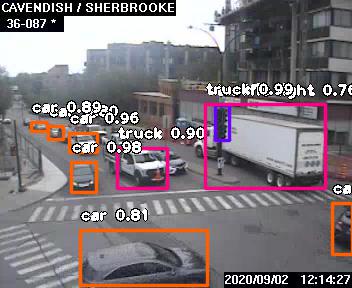 CAVENDISH / SHERBROOKE
36-087 *
truck 0.99
car 0.89
car 0.96
truck 0.90
car 0.98
car 0.81
2020/09/02 12:14:27